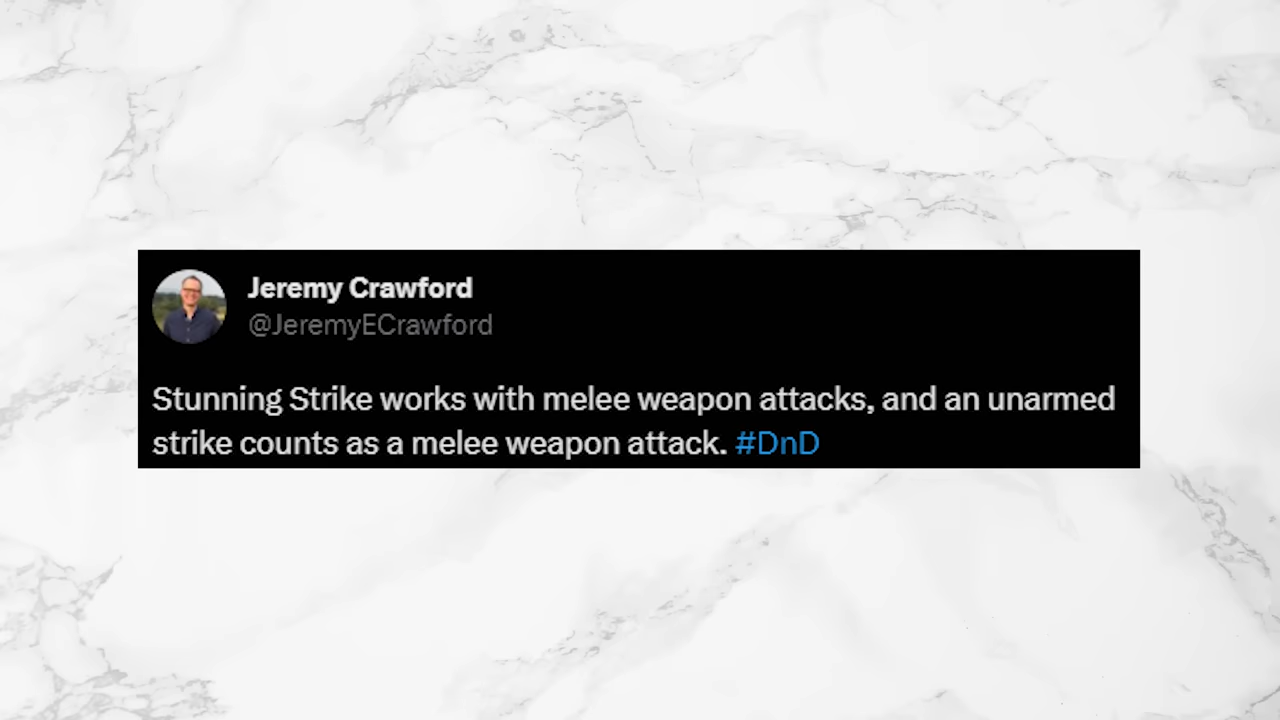 Jeremy Crawford
@JeremyECrawford
Stunning Strike works with melee weapon attacks, and an unarmed
strike counts as a melee weapon attack. #DnD